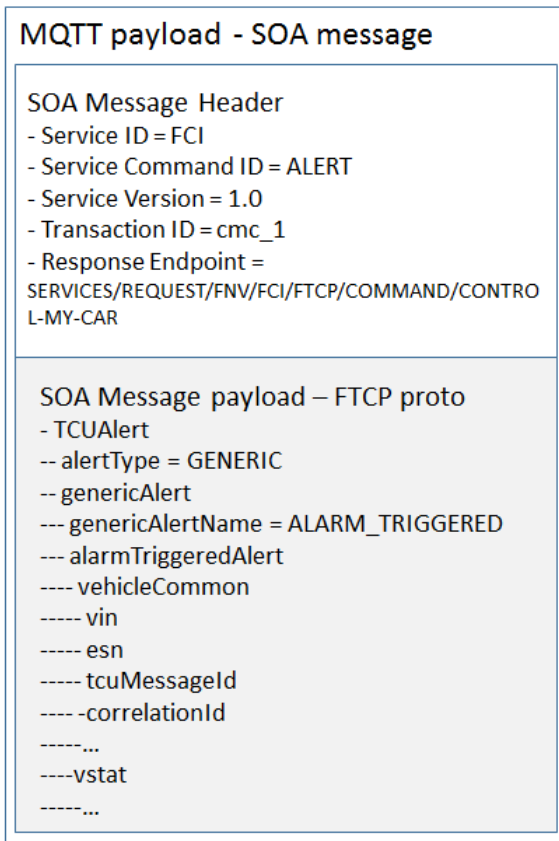 MQTT payload - SOA message
SOA Message Header
- Service ID = FCI
- Service Command ID = ALERT
- Service Version = 1.0
- Transaction ID = cmc_1
- Response Endpoint =
SERVICES/REQUEST/FNV/FCI/FTCP/COMMAND/CONTRO
L-MY-CAR
SOA Message payload – FTCP proto
- TCUAlert
-- alertType = GENERIC
-- genericAlert
--- genericAlertName = ALARM_TRIGGERED
--- alarmTriggeredAlert
---- vehicleCommon
----- vin
----- esn
----- tcuMessageId
---- -correlationId
-----...
----vstat
-----...